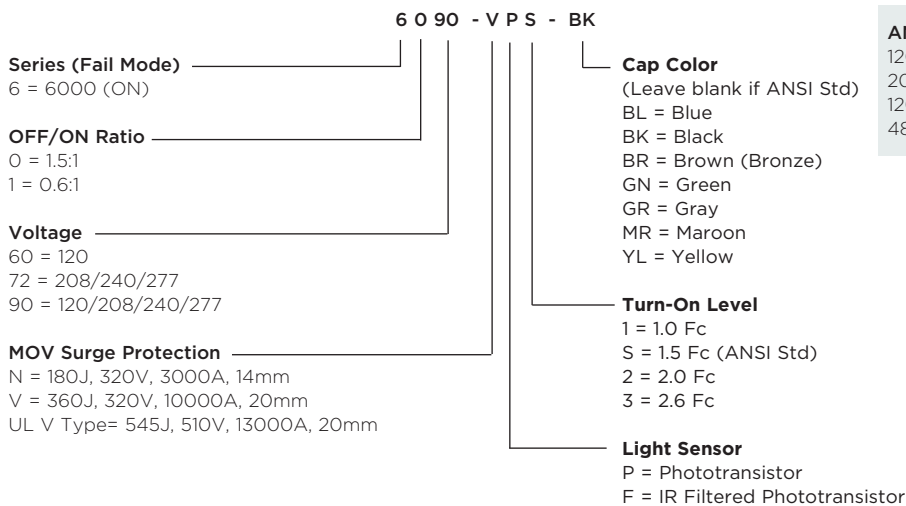 6 0 90 - V P S - BK
Series (Fail Mode)
6 = 6000 (ON)
OFF/ON Ratio
0 = 1.5:1
1 = 0.6:1
Voltage
60 = 120
72 = 208/240/277
90 = 120/208/240/277
MOV Surge Protection
N = 180J, 320V, 3000A, 14mm
V = 360J, 320V, 10000A, 20mm
UL V Type= 545J, 510V, 13000A, 20mm
Cap Color
(Leave blank if ANSI Std)
BL = Blue
BK = Black
BR = Brown (Bronze)
GN = Green
GR = Gray
MR = Maroon
YL = Yellow
Turn-On Level
1 = 1.0 Fc
S = 1.5 Fc (ANSI Std)
2 = 2.0 Fc
3 = 2.6 Fc
Light Sensor
P = Phototransistor
F = IR Filtered Phototransistor